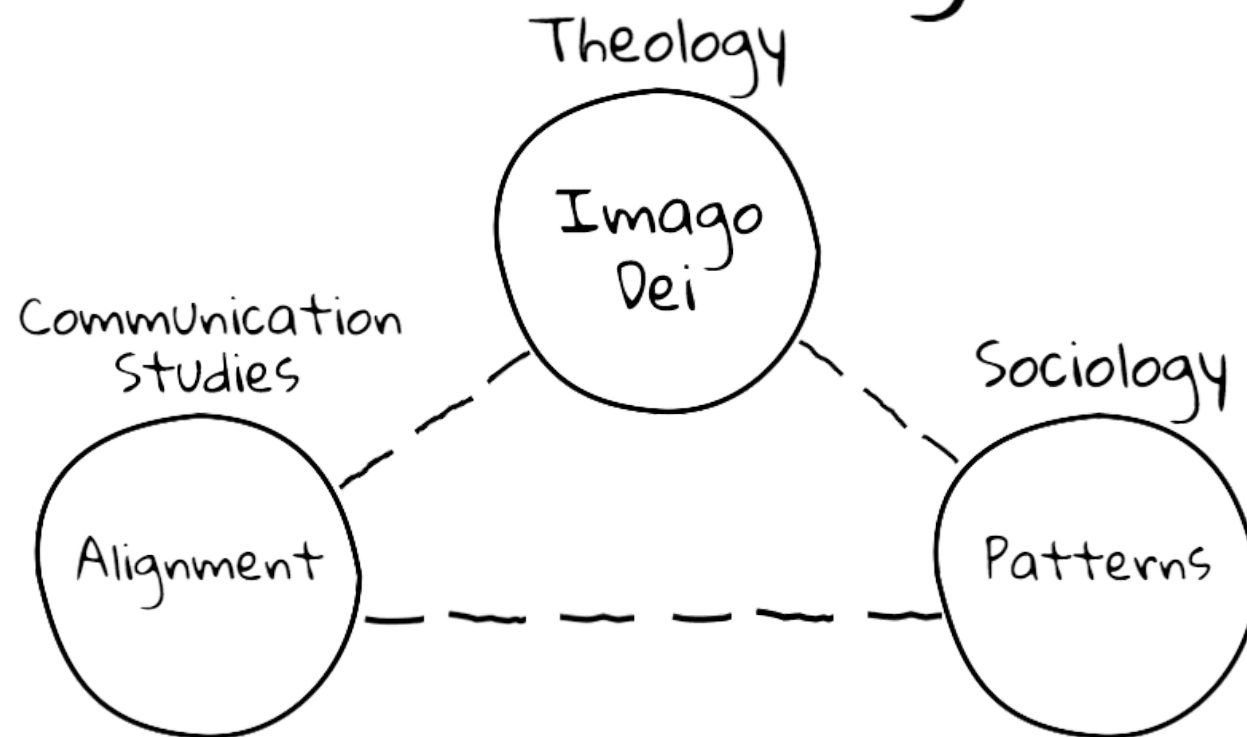 Theology
Imago
Dei
Communication
Studies
Alignment
Sociology
Patterns